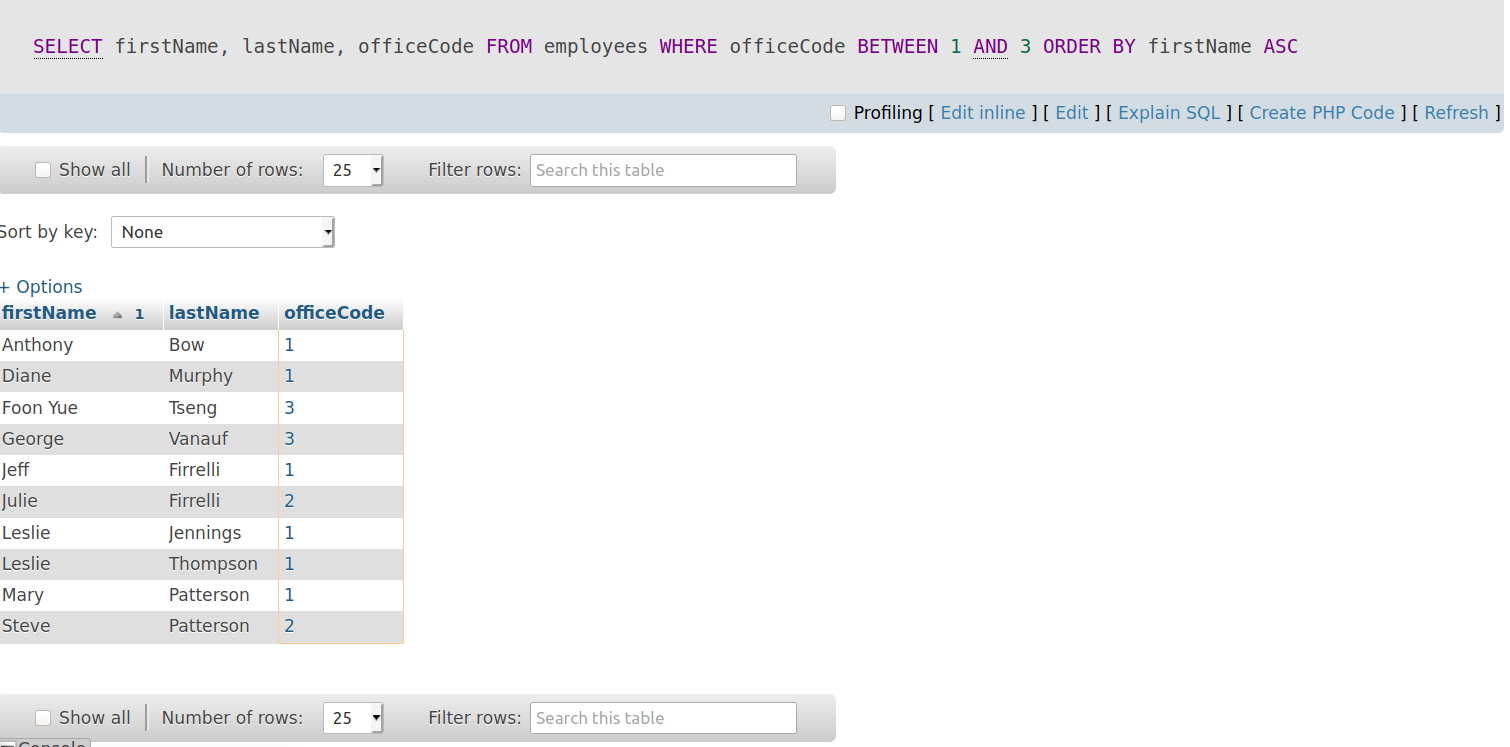 SELECT firstName, lastName, officeCode FROM employees WHERE officeCode BETWEEN 1 AND 3 ORDER BY firstName ASC
Profiling [ Edit inline ] [ Edit ] [ Explain SQL ] [ Create PHP Code ] [ Refresh ]
Show all Number of rows: 25 Filter rows: Search this table
Sort by key: None
+ Options
firstName 1 lastName officeCode
Anthony Bow 1
Diane Murphy 1
Foon Yue Tseng 3
George Vanauf 3
Jeff Firrelli 1
Julie Firrelli 2
Leslie Jennings 1
Leslie Thompson 1
Mary Patterson 1
Steve Patterson 2
Show all Number of rows: 25 Filter rows: Search this table
Console